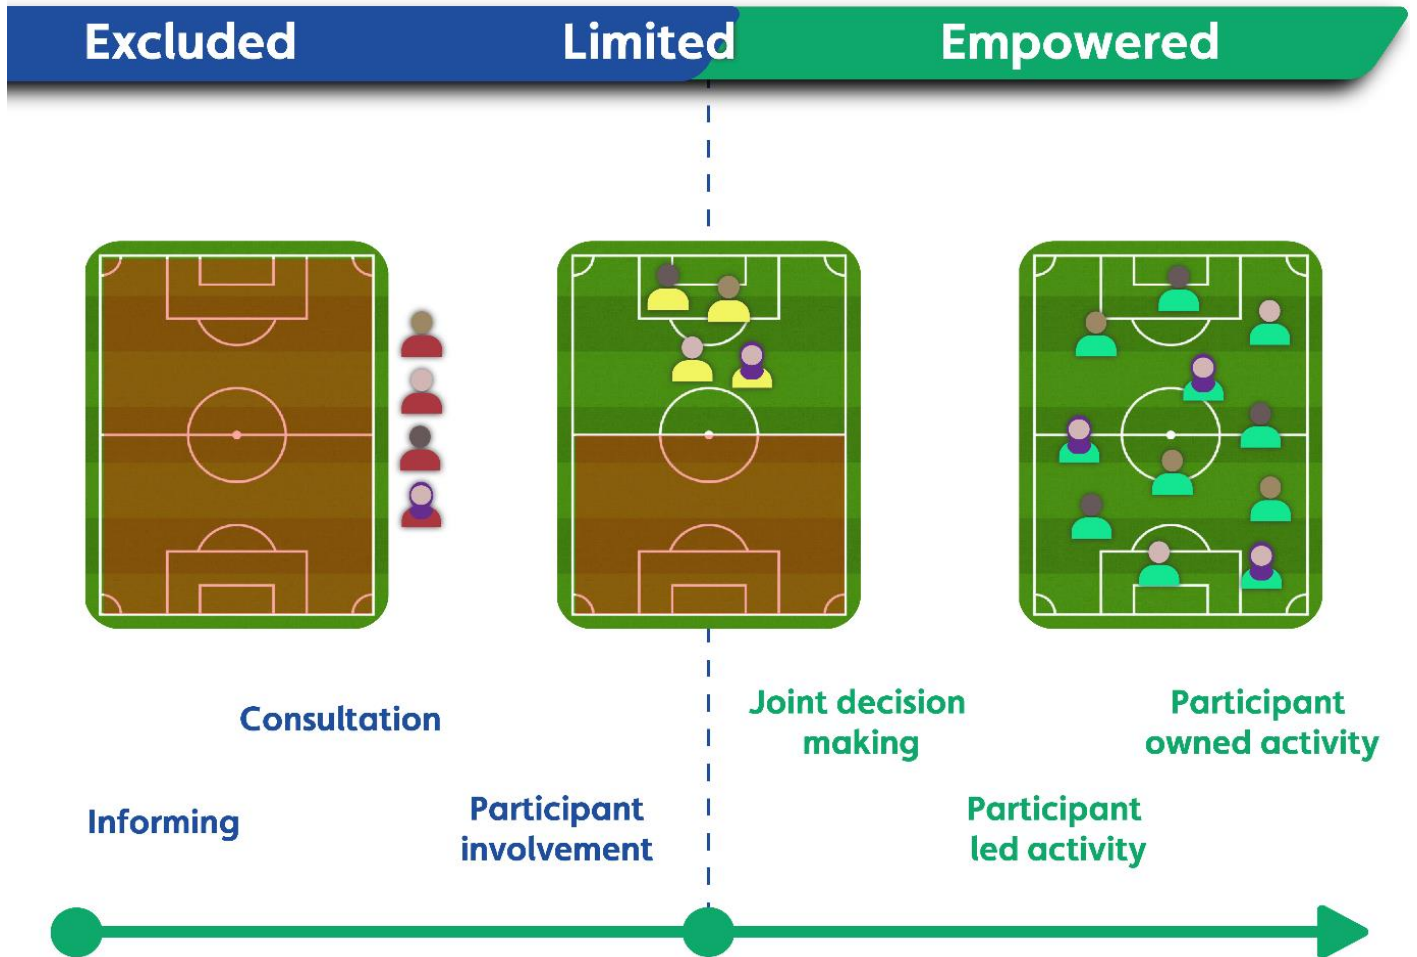 Excluded
Limited
Empowered
Consultation
Informing
Participant
involvement
Joint decision
making
Participant
led activity
Participant
owned activity